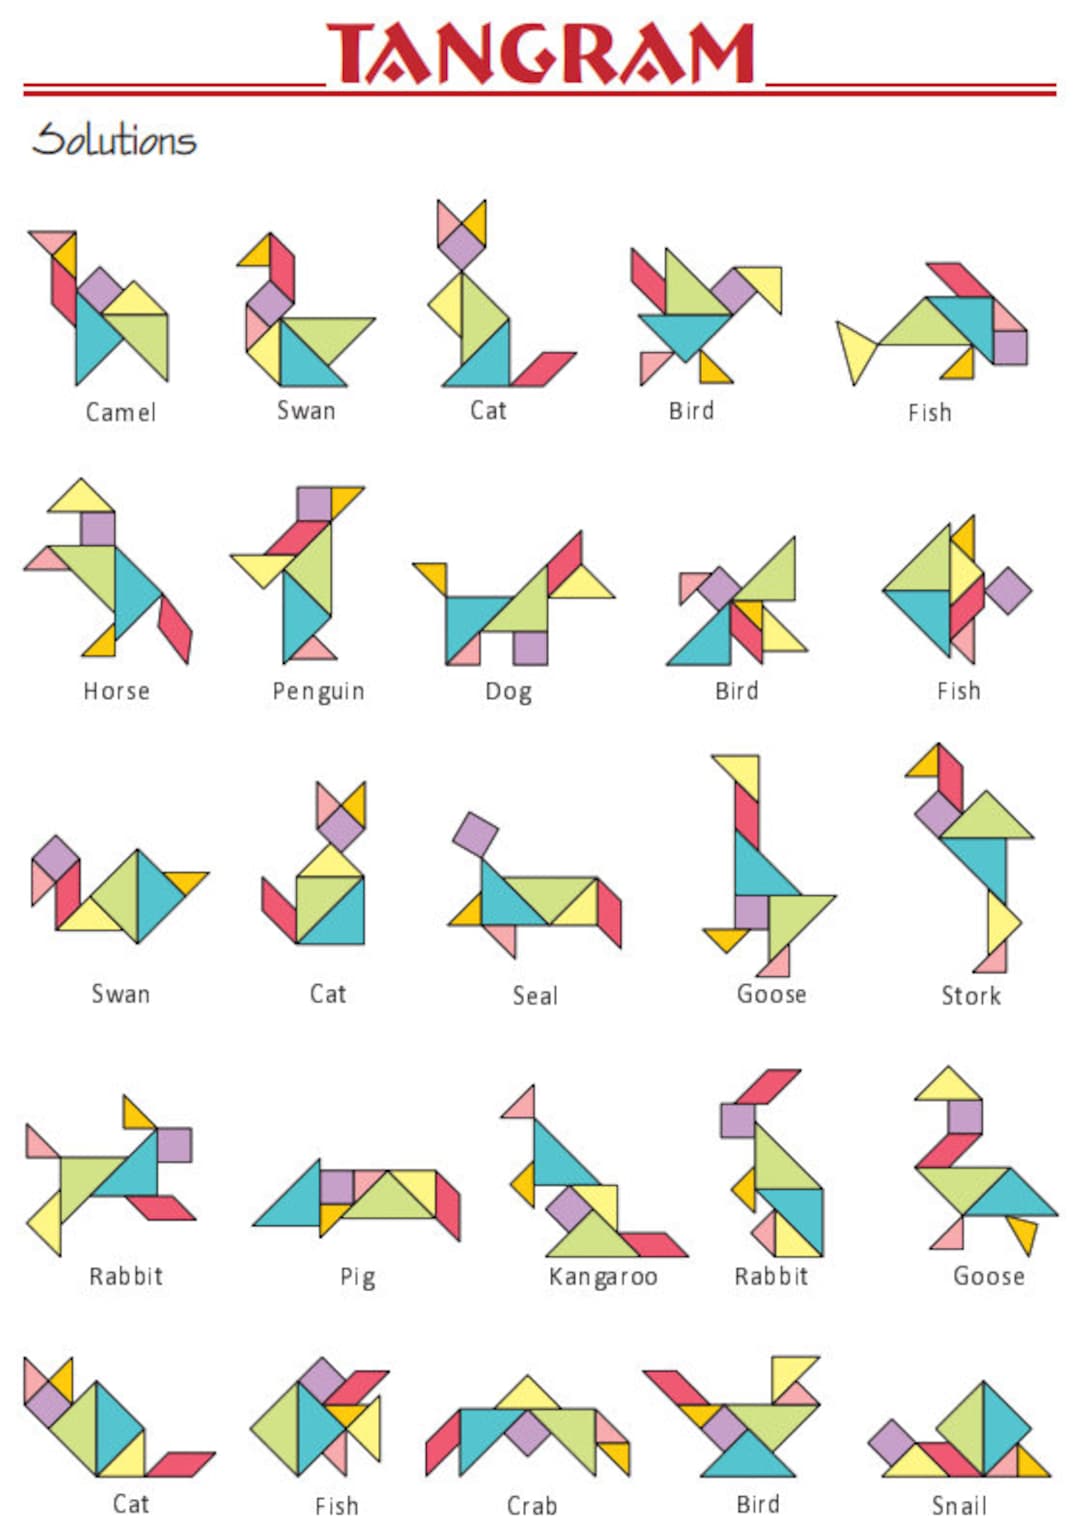 TANGRAM
Solutions
Camel Swan Cat Bird Fish
Horse Penguin Dog Bird Fish
Swan Cat Seal Goose Stork
Rabbit Pig Kangaroo Rabbit Goose
Cat Fish Crab Bird Snail